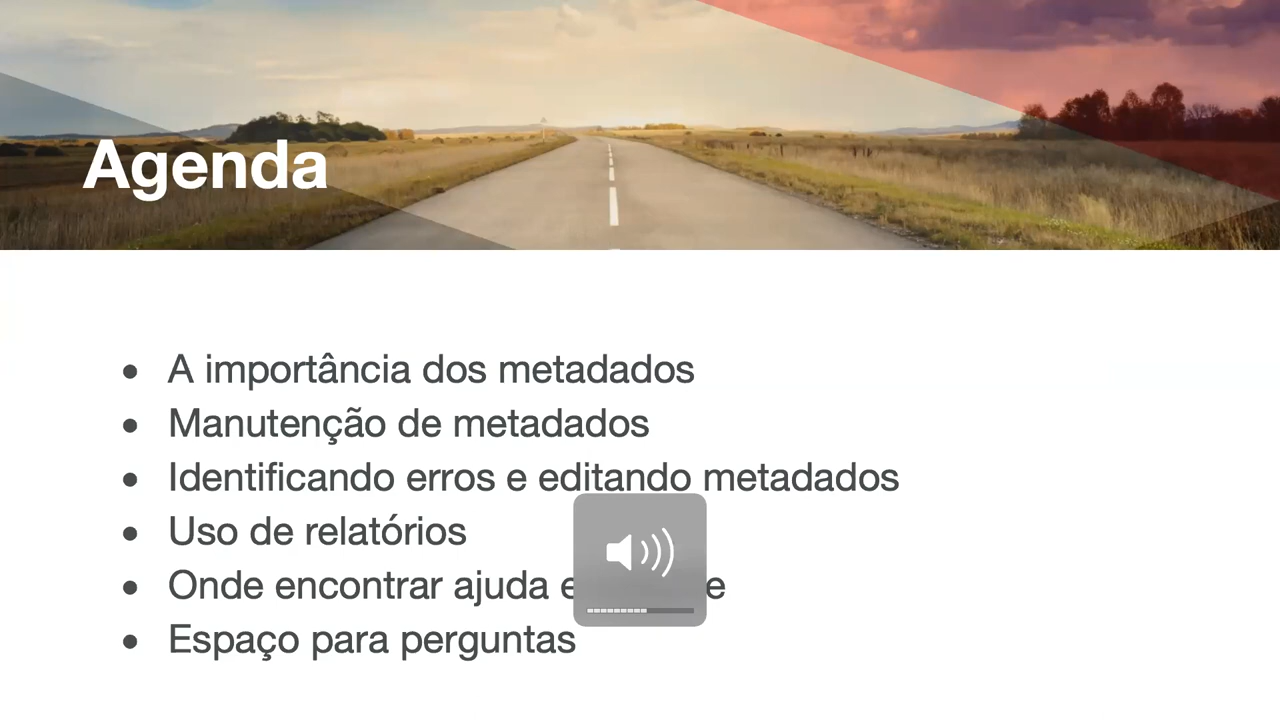 Agenda
• A importância dos metadados
• Manutenção de metadados
• Identificando erros e editando metadados
• Uso de relatórios
• Onde encontrar ajuda
• Espaço para perguntas